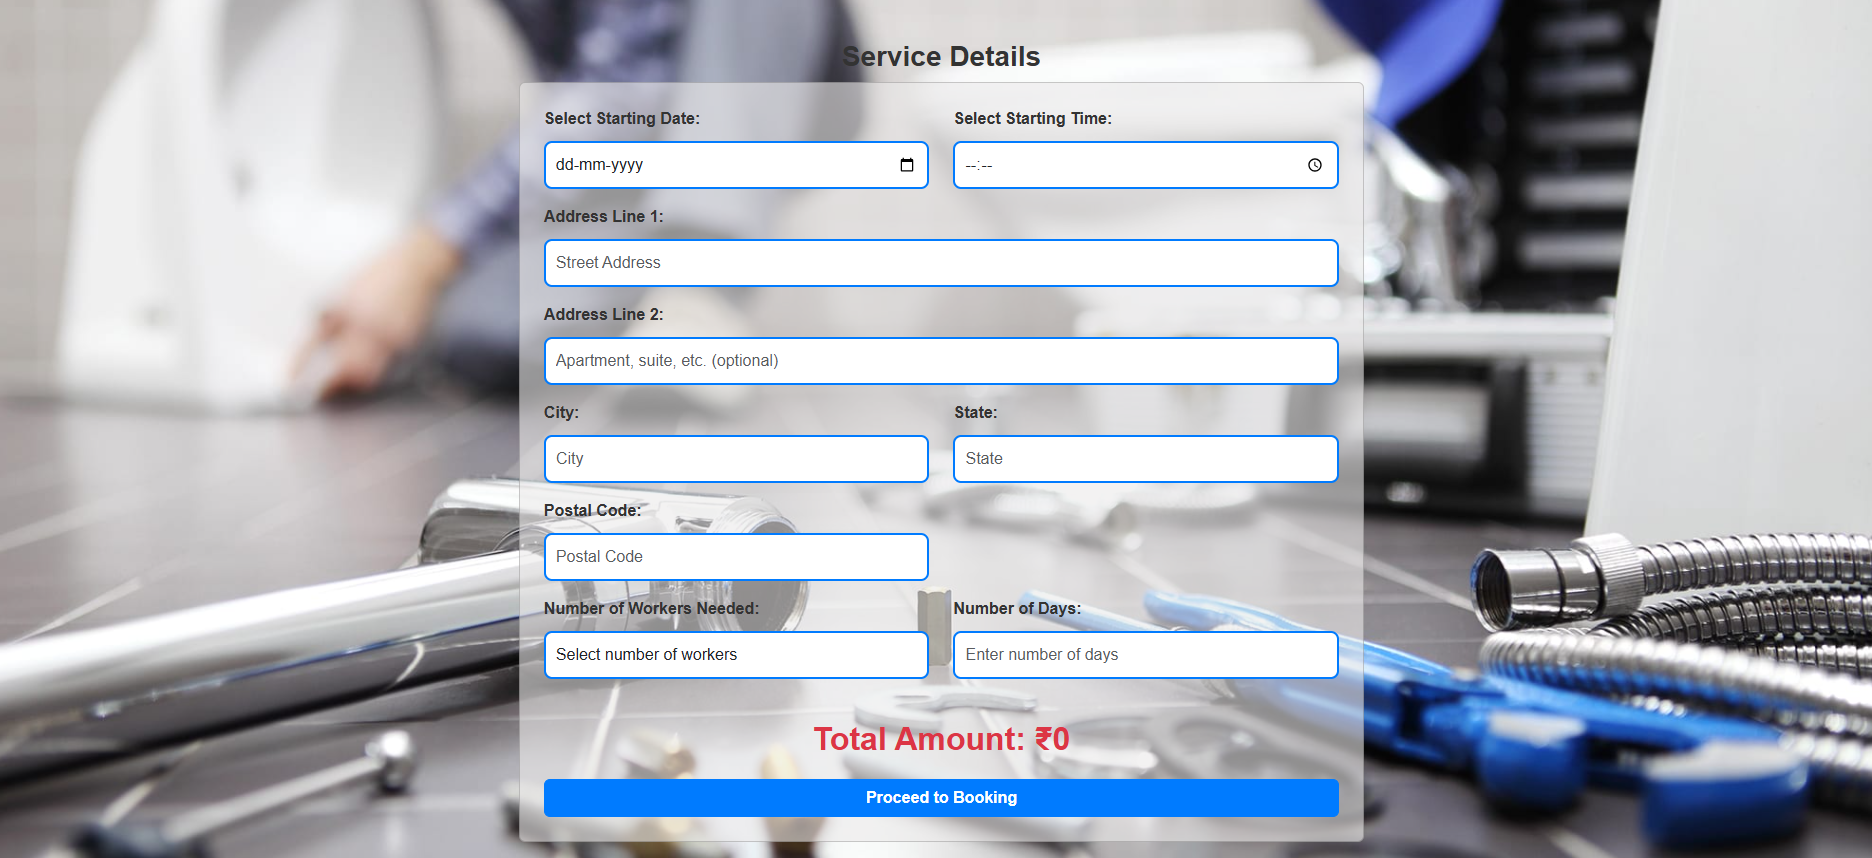 Service Details
Select Starting Date: Select Starting Time:
dd-mm-yyyy --:--
Address Line 1:
Street Address
Address Line 2:
Apartment, suite, etc. (optional)
City: State:
City State
Postal Code:
Postal Code
Number of Workers Needed: Number of Days:
Select number of workers Enter number of days
Total Amount: ₹0
Proceed to Booking